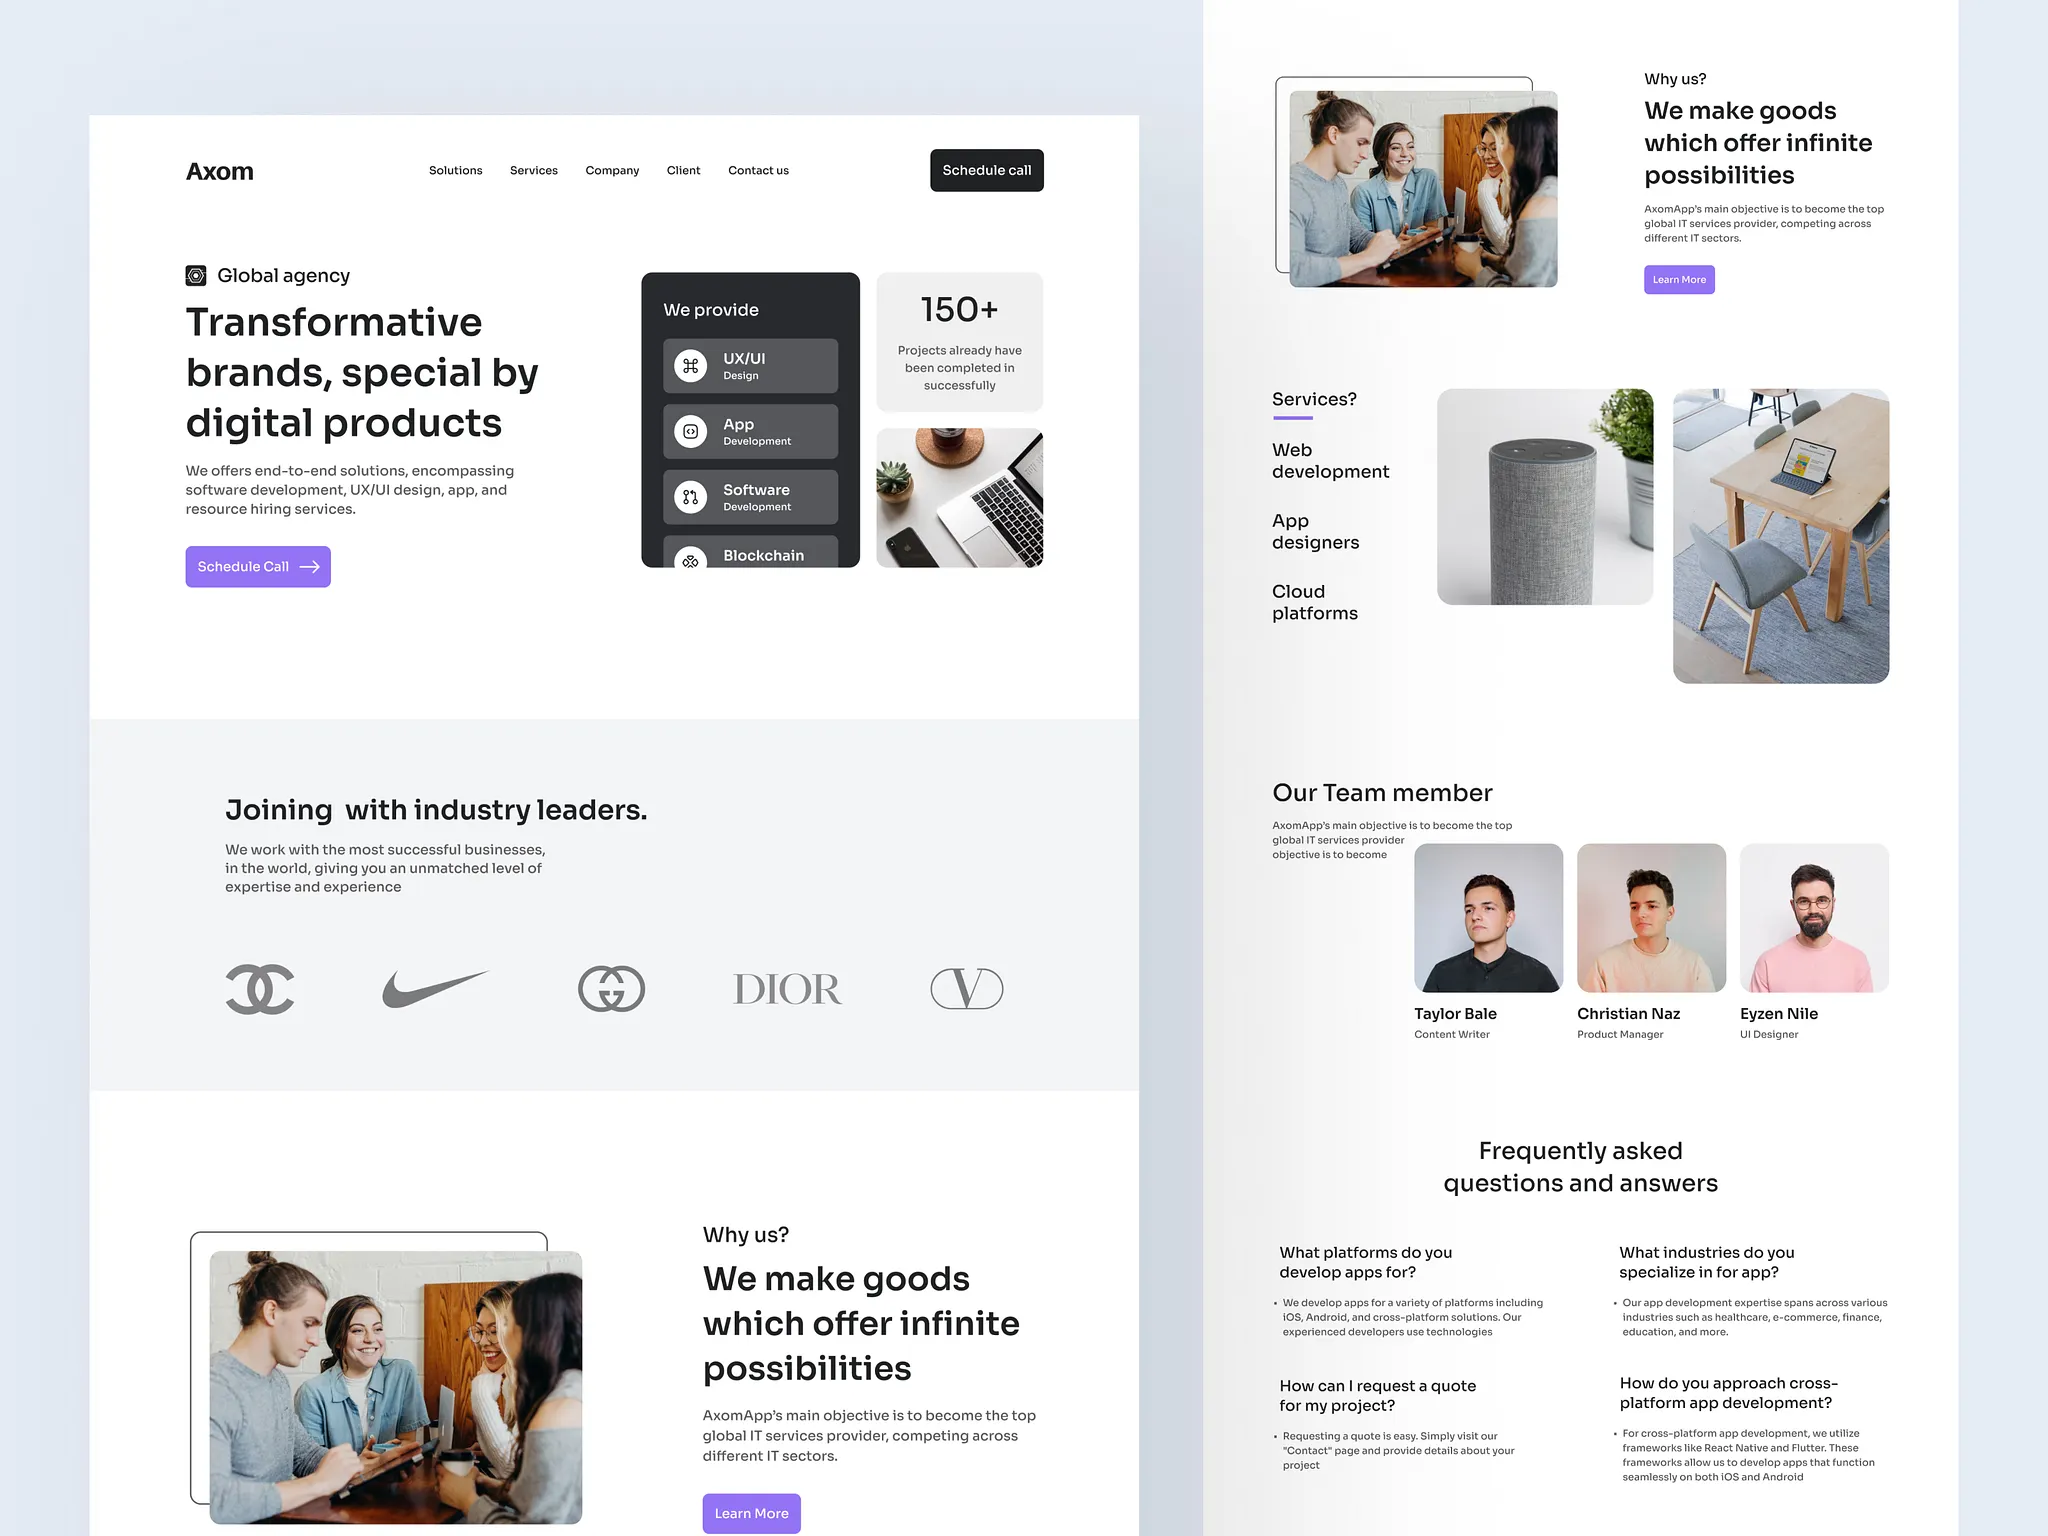 Axom
Solutions
Services
Company
Client
Contact us
Schedule call
Global agency
Transformative
brands, special by
digital products
We offers end-to-end solutions, encompassing
software development, UX/UI design, app, and
resource hiring services.
Schedule Call
We provide
UX/UI
Design
App
Development
Software
Development
Blockchain
150+
Projects already have
been completed in
successfully
Joining with industry leaders.
We work with the most successful businesses,
in the world, giving you an unmatched level of
expertise and experience
DIOR
V
Why us?
We make goods
which offer infinite
possibilities
AxomApp's main objective is to become the top
global IT services provider, competing across
different IT sectors.
Learn More
Why us?
We make goods
which offer infinite
possibilities
AxomApp's main objective is to become the top
global IT services provider, competing across
different IT sectors.
Learn More
Services?
Web
development
App
designers
Cloud
platforms
Our Team member
AxomApp's main objective is to become the top
global IT services provider
objective is to become
Taylor Bale
Content Writer
Christian Naz
Product Manager
Eyzen Nile
UI Designer
Frequently asked
questions and answers
What platforms do you
develop apps for?
• We develop apps for a variety of platforms including
iOS, Android, and cross-platform solutions. Our
experienced developers use technologies
What industries do you
specialize in for app?
• Our app development expertise spans across various
industries such as healthcare, e-commerce, finance,
education, and more.
How can I request a quote
for my project?
• Requesting a quote is easy. Simply visit our
"Contact" page and provide details about your
project
How do you approach cross-
platform app development?
• For cross-platform app development, we utilize
frameworks like React Native and Flutter. These
frameworks allow us to develop apps that function
seamlessly on both iOS and Android